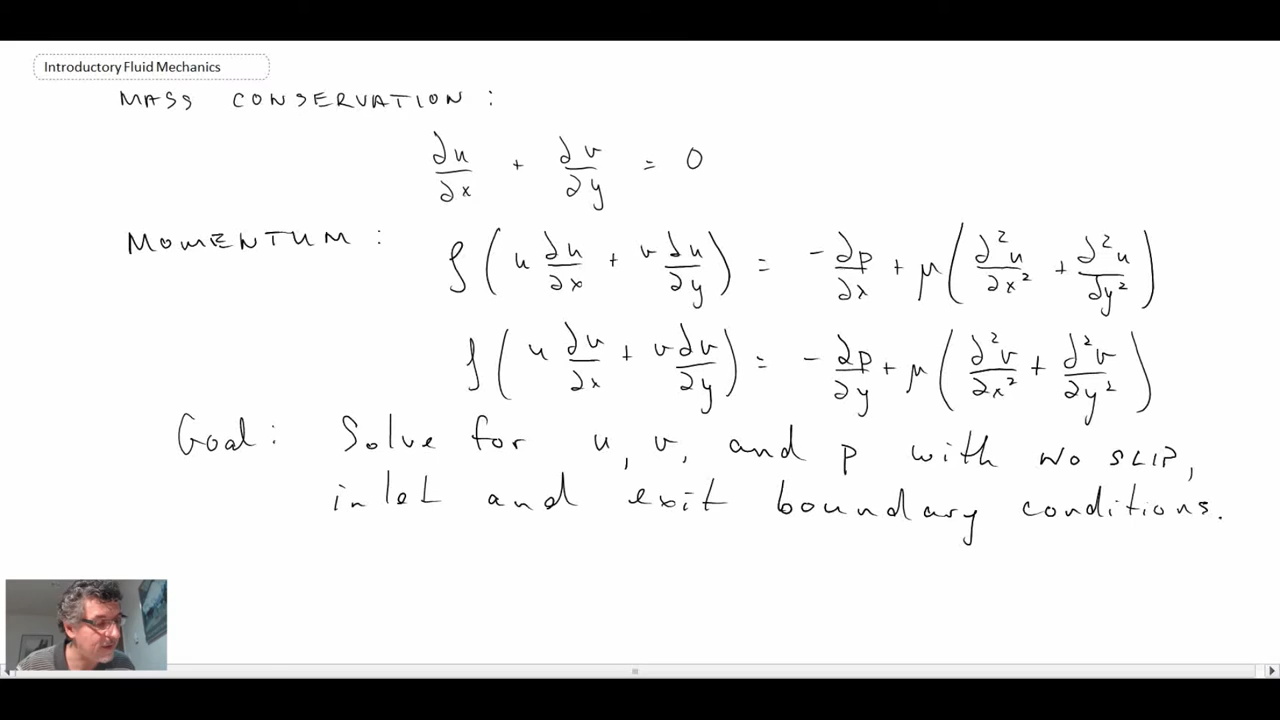 Introductory Fluid Mechanics
MASS CONSERVATION :
∂u/∂x + ∂v/∂y = 0
MOMENTUM : ρ(u ∂u/∂x + v ∂u/∂y) = -∂p/∂x + μ(∂²u/∂x² + ∂²u/∂y²)
ρ(u ∂v/∂x + v ∂v/∂y) = -∂p/∂y + μ(∂²v/∂x² + ∂²v/∂y²)
Goal : Solve for u, v, and p with NO SLIP,
inlet and exit boundary conditions.